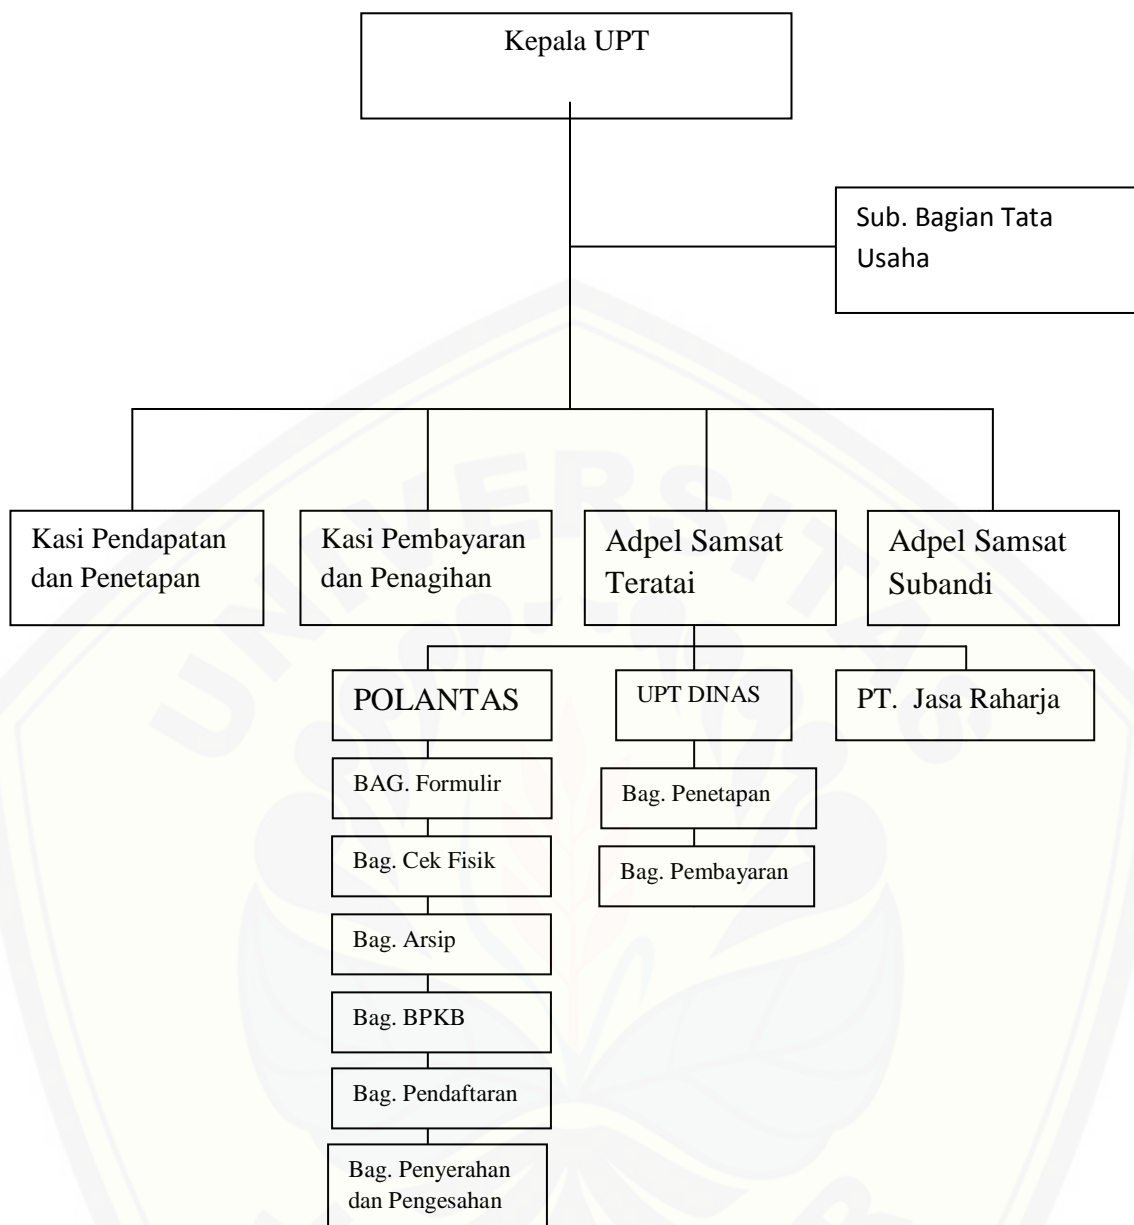 Kepala UPT
Sub. Bagian Tata
Usaha
Kasi Pendapatan
dan Penetapan
Kasi Pembayaran
dan Penagihan
Adpel Samsat
Teratai
Adpel Samsat
Subandi
POLANTAS
UPT DINAS
PT. Jasa Raharja
BAG. Formulir
Bag. Penetapan
Bag. Cek Fisik
Bag. Pembayaran
Bag. Arsip
Bag. BPKB
Bag. Pendaftaran
Bag. Penyerahan
dan Pengesahan
UNIVERSITAS